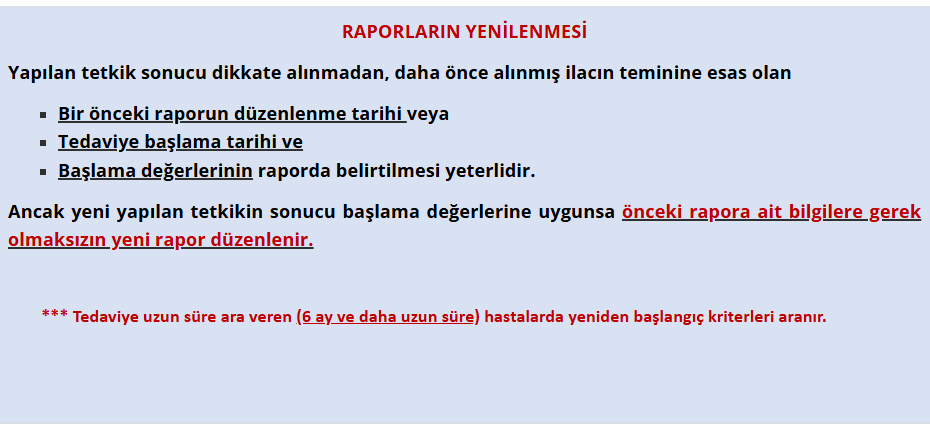 RAPORLARIN YENİLENMESİ
Yapılan tetkik sonucu dikkate alınmadan, daha önce alınmış ilacın teminine esas olan
▪ Bir önceki raporun düzenlenme tarihi veya
▪ Tedaviye başlama tarihi ve
▪ Başlama değerlerinin raporda belirtilmesi yeterlidir.
Ancak yeni yapılan tetkikin sonucu başlama değerlerine uygunsa önceki rapora ait bilgilere gerek
olmaksızın yeni rapor düzenlenir.
*** Tedaviye uzun süre ara veren (6 ay ve daha uzun süre) hastalarda yeniden başlangıç kriterleri aranır.